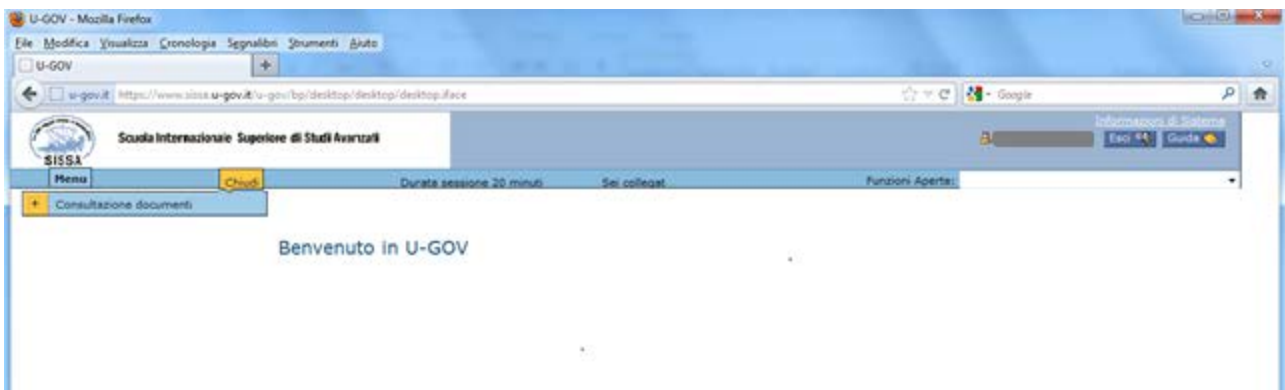 U-GOV - Mozilla Firefox
File Modifica Visualizza Cronologia Segnalibri Strumenti Aiuto
U-GOV
u-gov.it https://www.sissa.u-gov.it/u-gov/bp/desktop/desktop/desktop.iface Google
Informazioni di Sistema
Scuola Internazionale Superiore di Studi Avanzati
Esci Guida
SISSA
Menu Chiudi Durata sessione 20 minuti Sei collegat Funzioni Aperte:
+ Consultazione documenti
Benvenuto in U-GOV